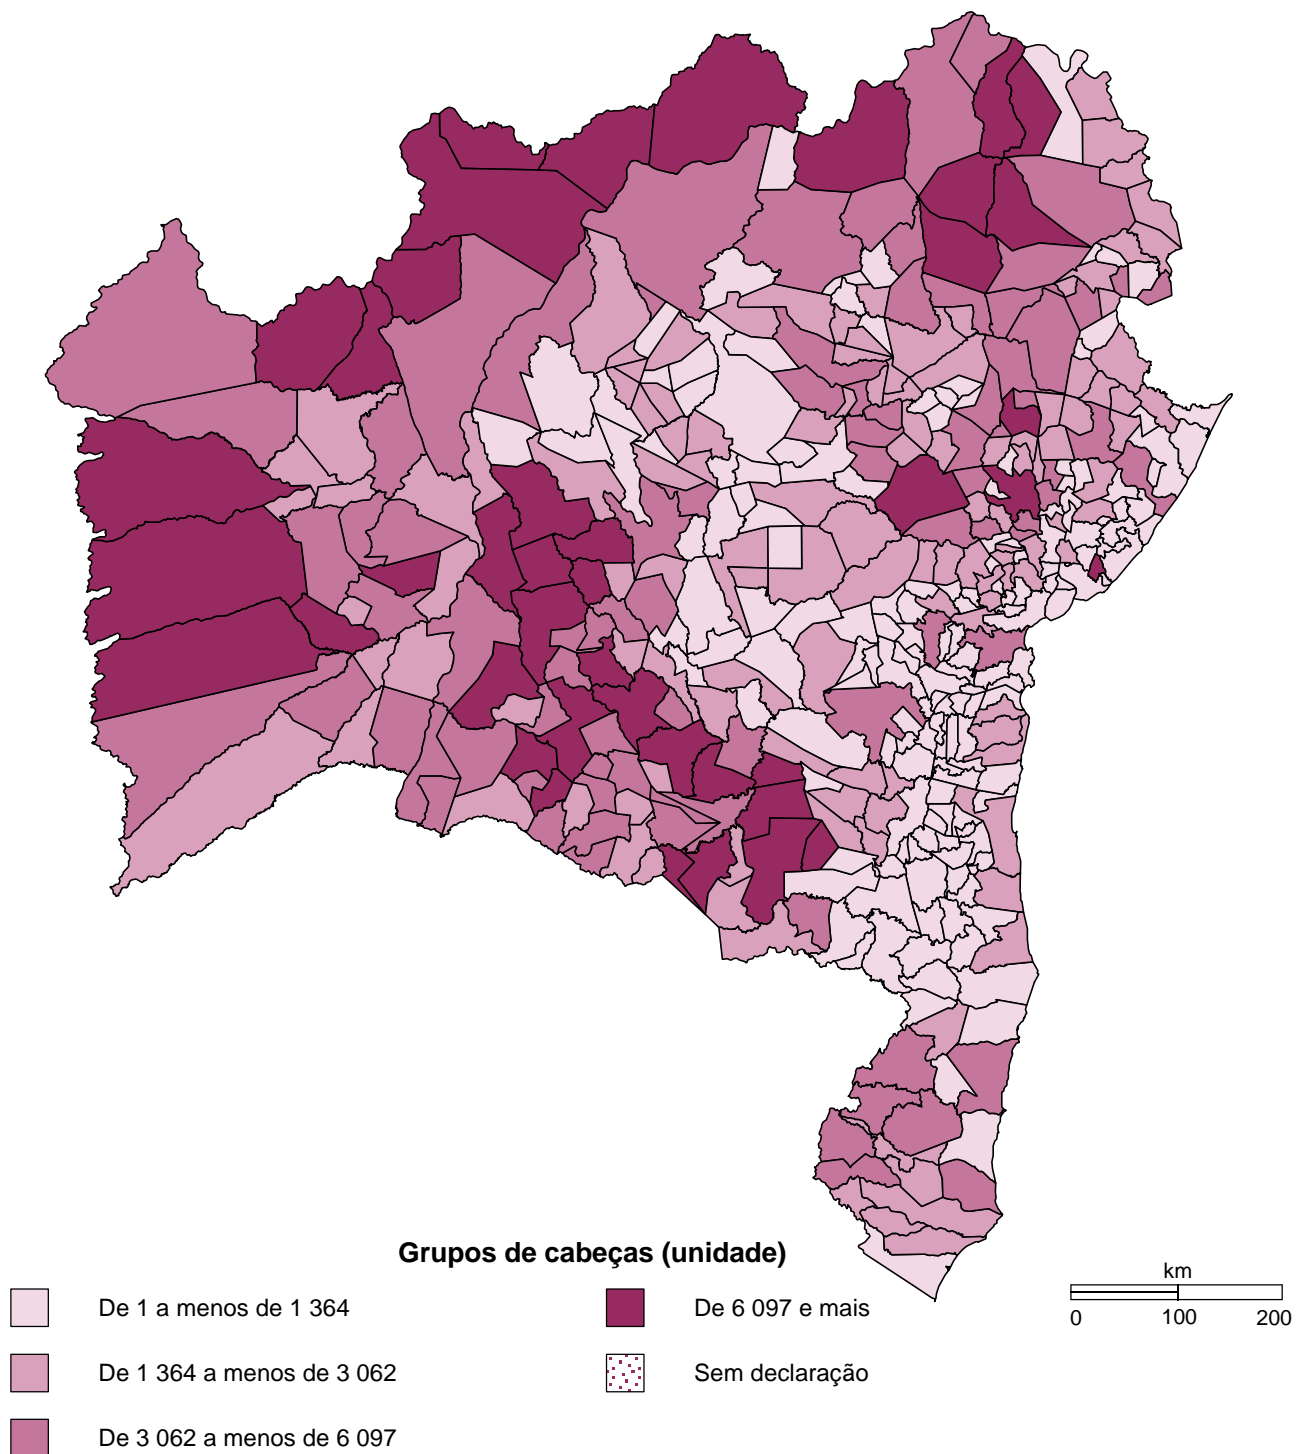 Grupos de cabeças (unidade)
De 1 a menos de 1 364
De 1 364 a menos de 3 062
De 3 062 a menos de 6 097
De 6 097 e mais
Sem declaração
km
0 100 200